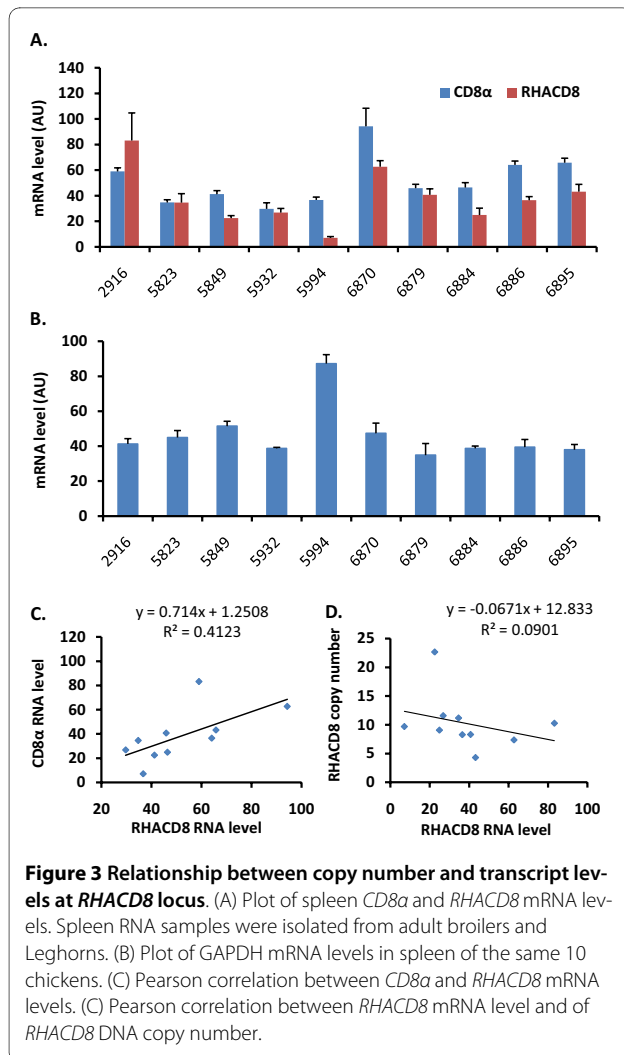 A.
mRNA level (AU)
140
120
100
80
60
40
20
0
CD8α RHACD8
2916 5823 5849 5932 5994 6870 6879 6884 6886 6895
B.
mRNA level (AU)
100
80
60
40
20
0
2916 5823 5849 5932 5994 6870 6879 6884 6886 6895
C.
y = 0.714x + 1.2508
R² = 0.4123
CD8α RNA level
120
100
80
60
40
20
0
20 40 60 80 100
RHACD8 RNA level
D.
y = -0.0671x + 12.833
R² = 0.0901
RHACD8 copy number
25
20
15
10
5
0
0 20 40 60 80 100
RHACD8 RNA level
Figure 3 Relationship between copy number and transcript lev-
els at RHACD8 locus. (A) Plot of spleen CD8α and RHACD8 mRNA lev-
els. Spleen RNA samples were isolated from adult broilers and
Leghorns. (B) Plot of GAPDH mRNA levels in spleen of the same 10
chickens. (C) Pearson correlation between CD8α and RHACD8 mRNA
levels. (C) Pearson correlation between RHACD8 mRNA level and of
RHACD8 DNA copy number.